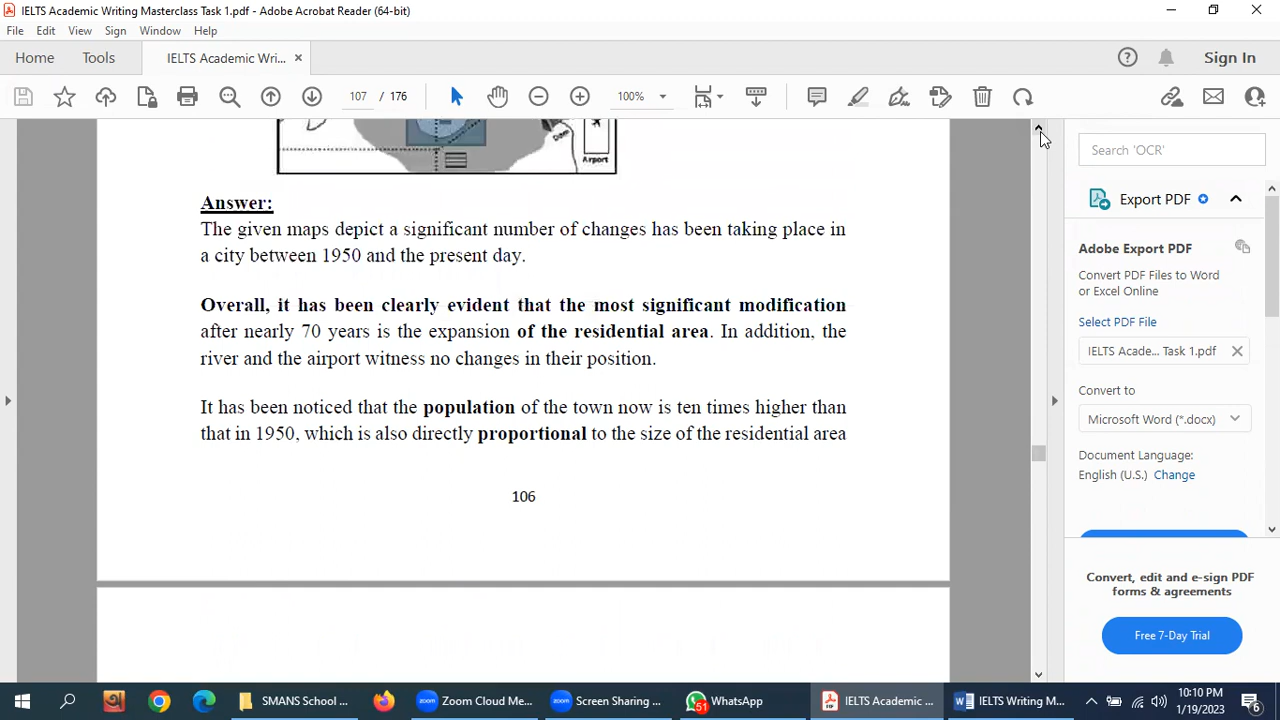 IELTS Academic Writing Masterclass Task 1.pdf - Adobe Acrobat Reader (64-bit)
File Edit View Sign Window Help
Home Tools IELTS Academic Wri... × Sign In
107 / 176 100%
Search 'OCR'
Export PDF
Adobe Export PDF
Convert PDF Files to Word
or Excel Online
Select PDF File
IELTS Acade... Task 1.pdf
Convert to
Microsoft Word (*.docx)
Document Language:
English (U.S.) Change
Convert, edit and e-sign PDF
forms & agreements
Free 7-Day Trial
Dam
Airport
Answer:
The given maps depict a significant number of changes has been taking place in
a city between 1950 and the present day.
Overall, it has been clearly evident that the most significant modification
after nearly 70 years is the expansion of the residential area. In addition, the
river and the airport witness no changes in their position.
It has been noticed that the population of the town now is ten times higher than
that in 1950, which is also directly proportional to the size of the residential area
106
SMANS School ... Zoom Cloud Me... Screen Sharing ... 51 WhatsApp IELTS Academic ... IELTS Writing M... 10:10 PM
1/19/2023 6